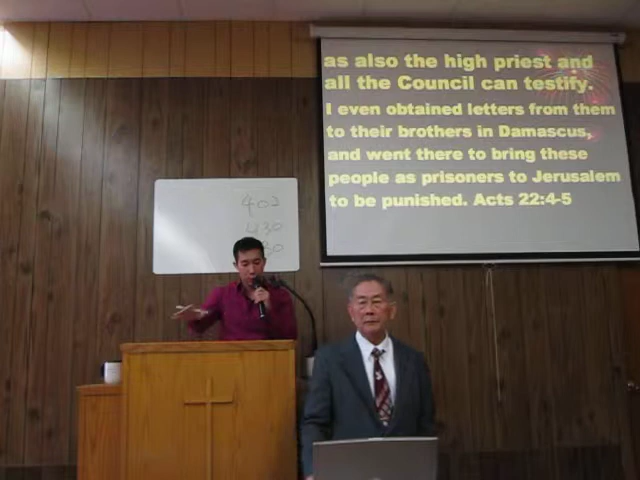 as also the high priest and
all the Council can testify.
I even obtained letters from them
to their brothers in Damascus,
and went there to bring these
people as prisoners to Jerusalem
to be punished. Acts 22:4-5
402
430